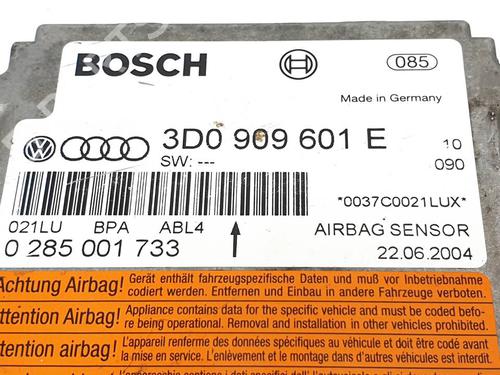 BOSCH
085
Made in Germany
3D0 909 601 E
10
SW: ---
090
*0037C0021LUX*
021LU BPA ABL4
AIRBAG SENSOR
0 285 001 733
22.06.2004
Achtung Airbag! Gerät enthält fahrzeugspezifische Daten und muß vor Inbetriebnahme
codiert werden. Entfernen und Einbau in andere Fahrzeuge verboten.
Attention Airbag! Appliance contains data for the specific vehicle and must be coded before
being operational. Removal and installation in other vehicles prohibited.
Attention airbag! L'appareil renferme des données spécifiques au véhicule et doit être codé avant
la mise en service. L'enlèvement et le montage dans d'autres véhicules est interdit.